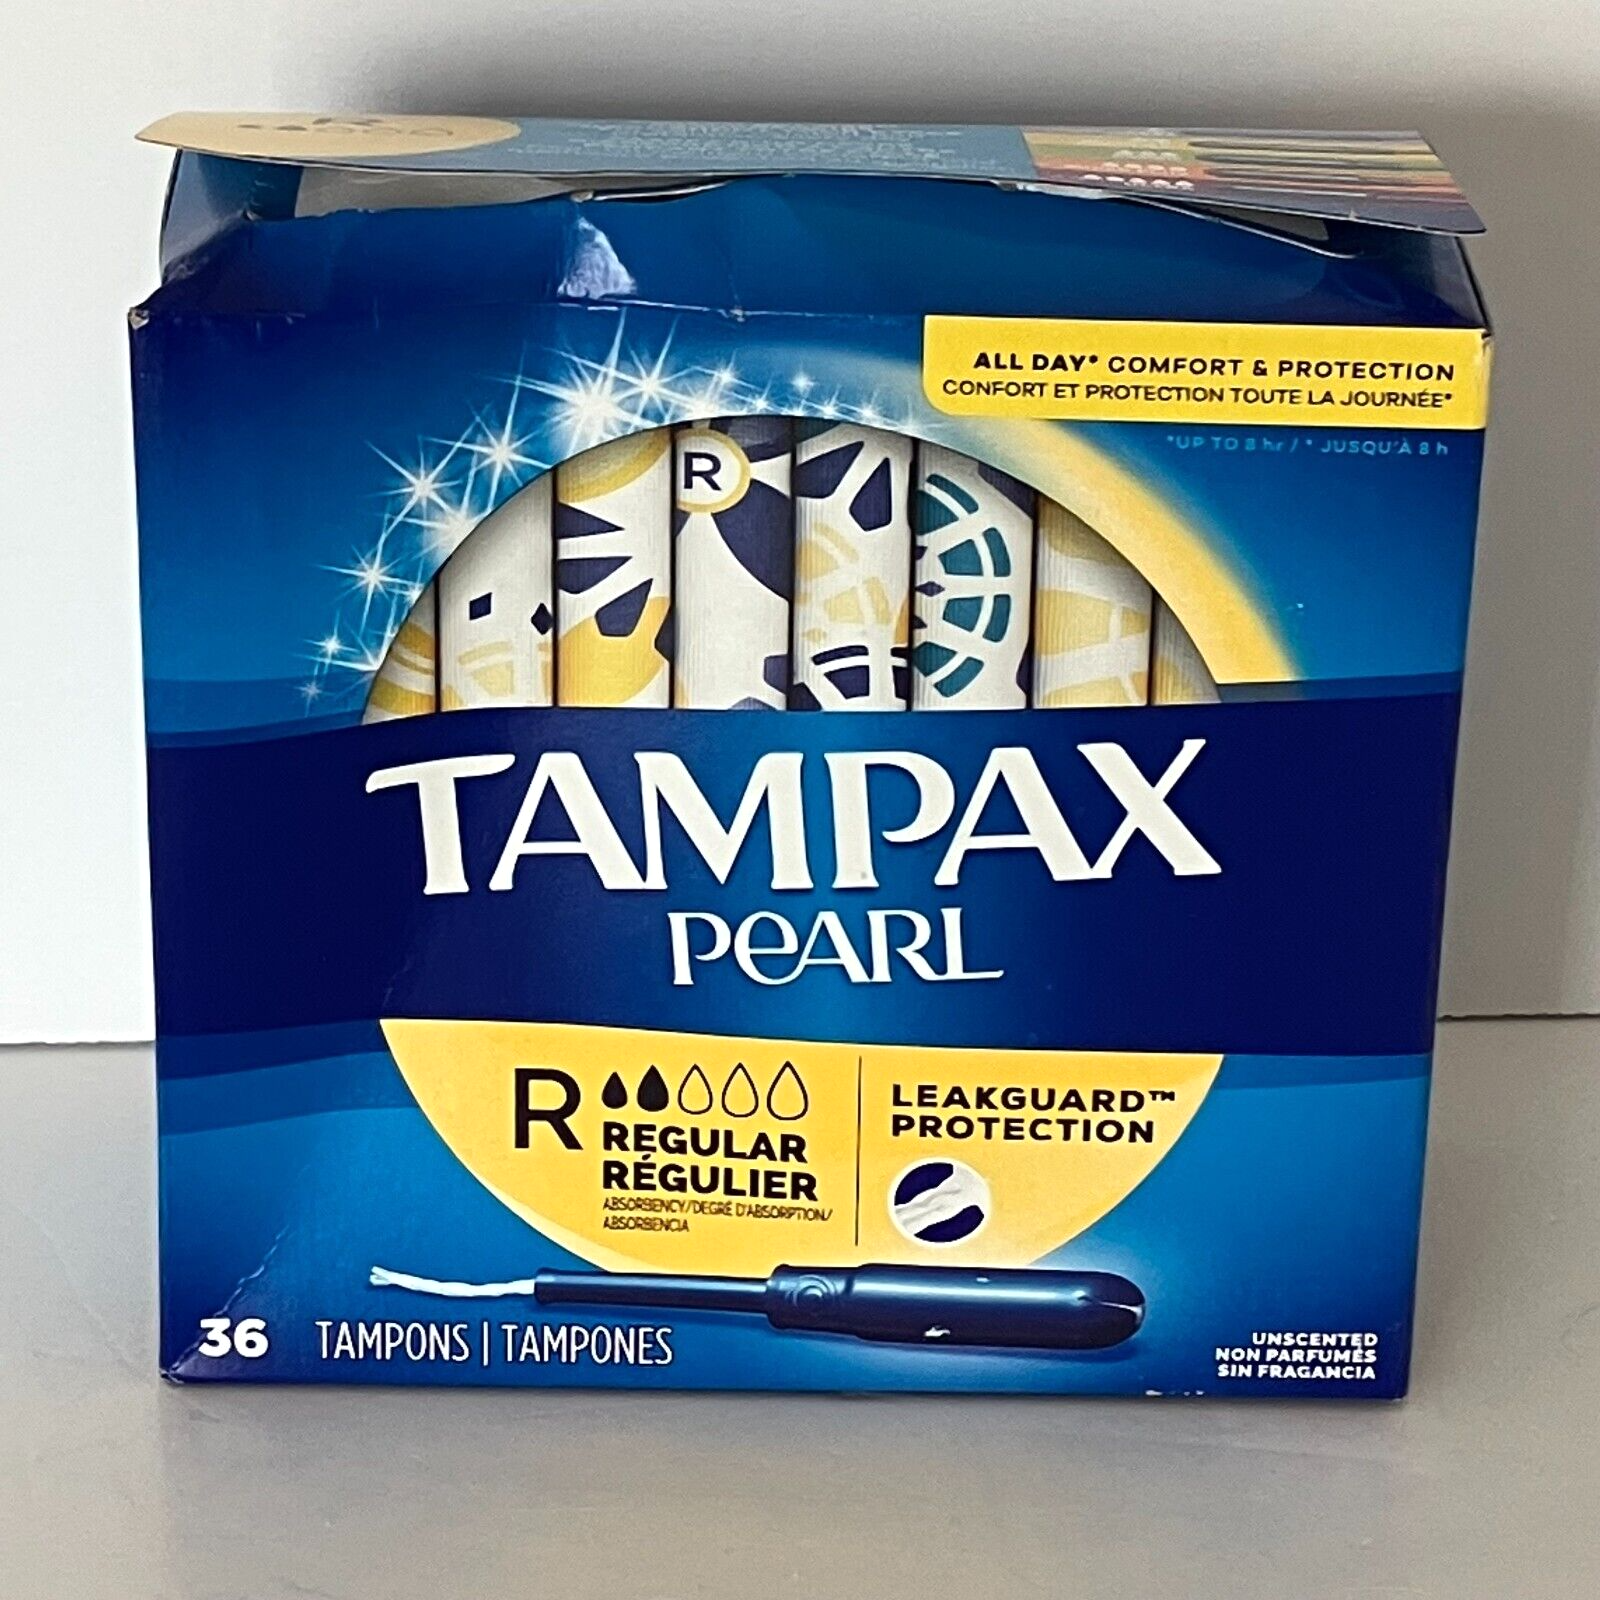 ALL DAY* COMFORT & PROTECTION
CONFORT ET PROTECTION TOUTE LA JOURNÉE*
*UP TO 8 hr / * JUSQU'À 8 h
R
TAMPAX
PEARL
R
REGULAR
RÉGULIER
ABSORBENCY/DEGRÉ D'ABSORPTION/
ABSORBENCIA
LEAKGUARD™
PROTECTION
36 TAMPONS | TAMPONES
UNSCENTED
NON PARFUMÉS
SIN FRAGANCIA